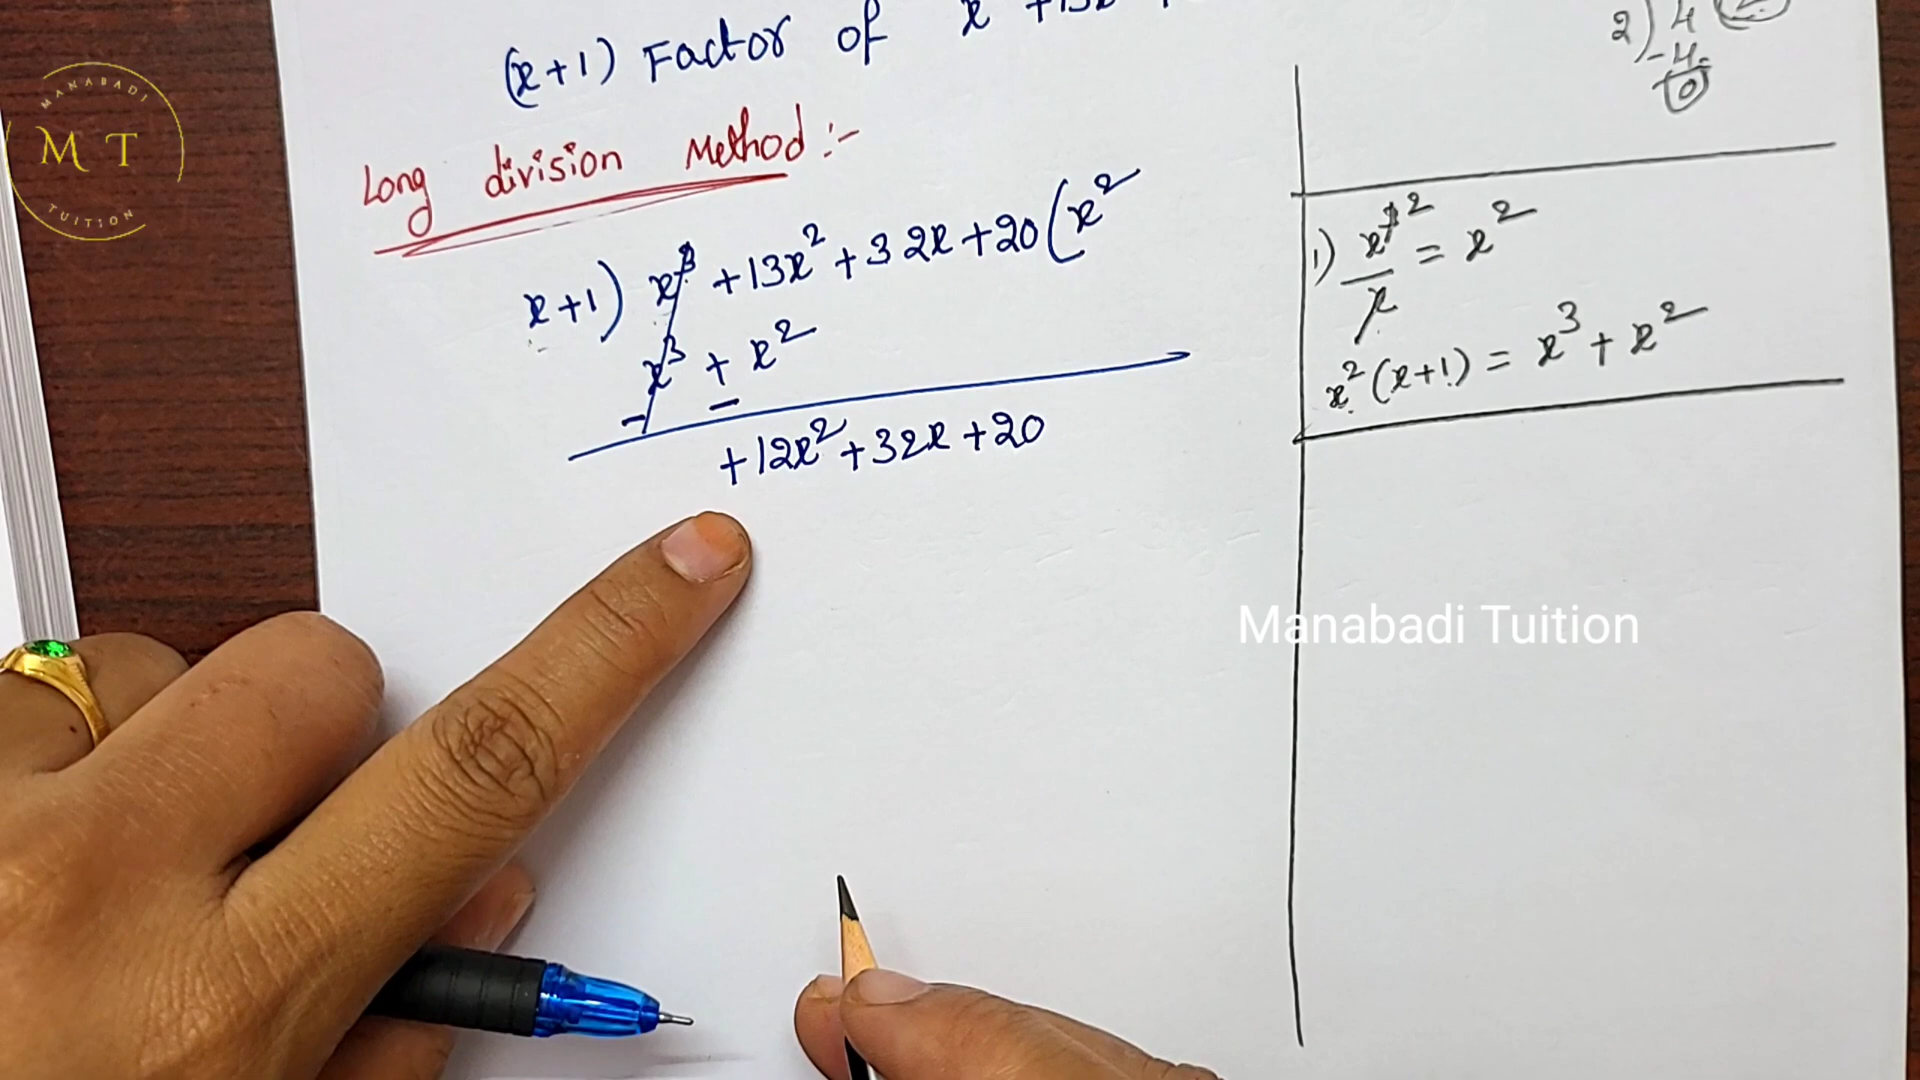 (x+1) Factor of x +13x
Long division Method :-
x+1) x³ +13x² +32x +20 (x²
x³ + x²
- -
+12x² +32x +20
2) 4
-4
0
1) x³/x = x²
x² (x+1) = x³ + x²
MANABADI
M T
TUITION
Manabadi Tuition